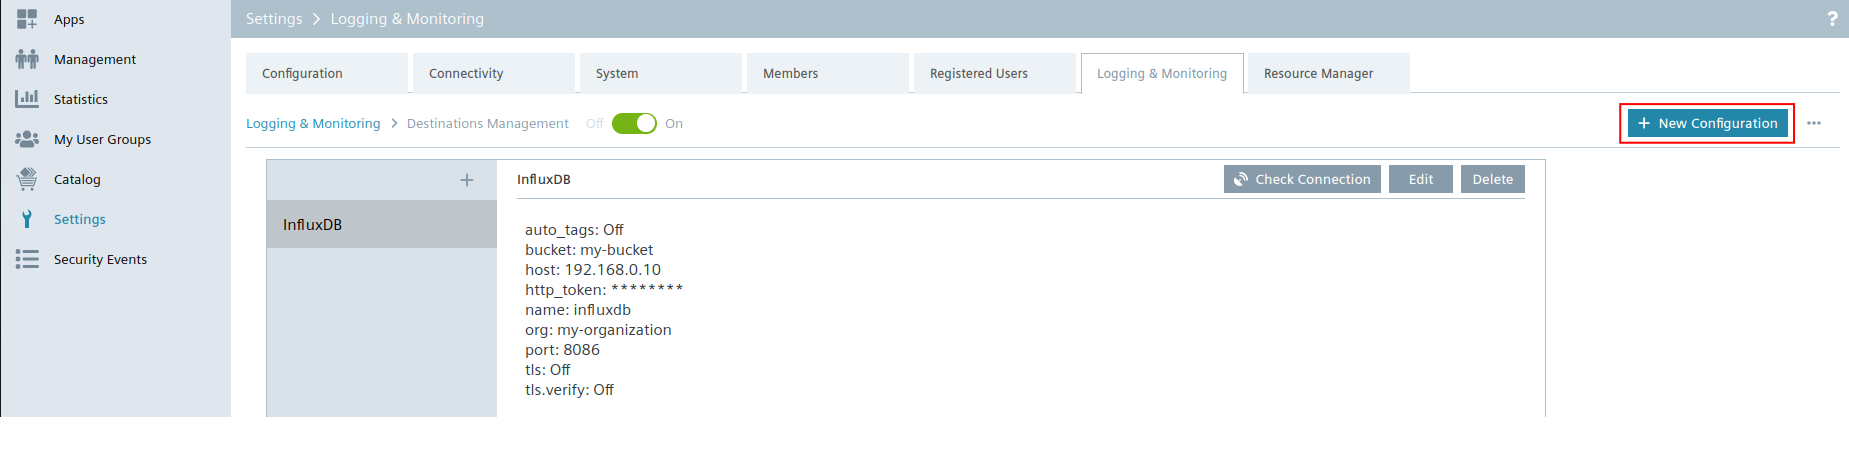 Apps
Management
Statistics
My User Groups
Catalog
Settings
Security Events
Settings > Logging & Monitoring
?
Configuration
Connectivity
System
Members
Registered Users
Logging & Monitoring
Resource Manager
Logging & Monitoring > Destinations Management Off On
+ New Configuration
+
InfluxDB
InfluxDB
Check Connection
Edit
Delete
auto_tags: Off
bucket: my-bucket
host: 192.168.0.10
http_token: ********
name: influxdb
org: my-organization
port: 8086
tls: Off
tls.verify: Off